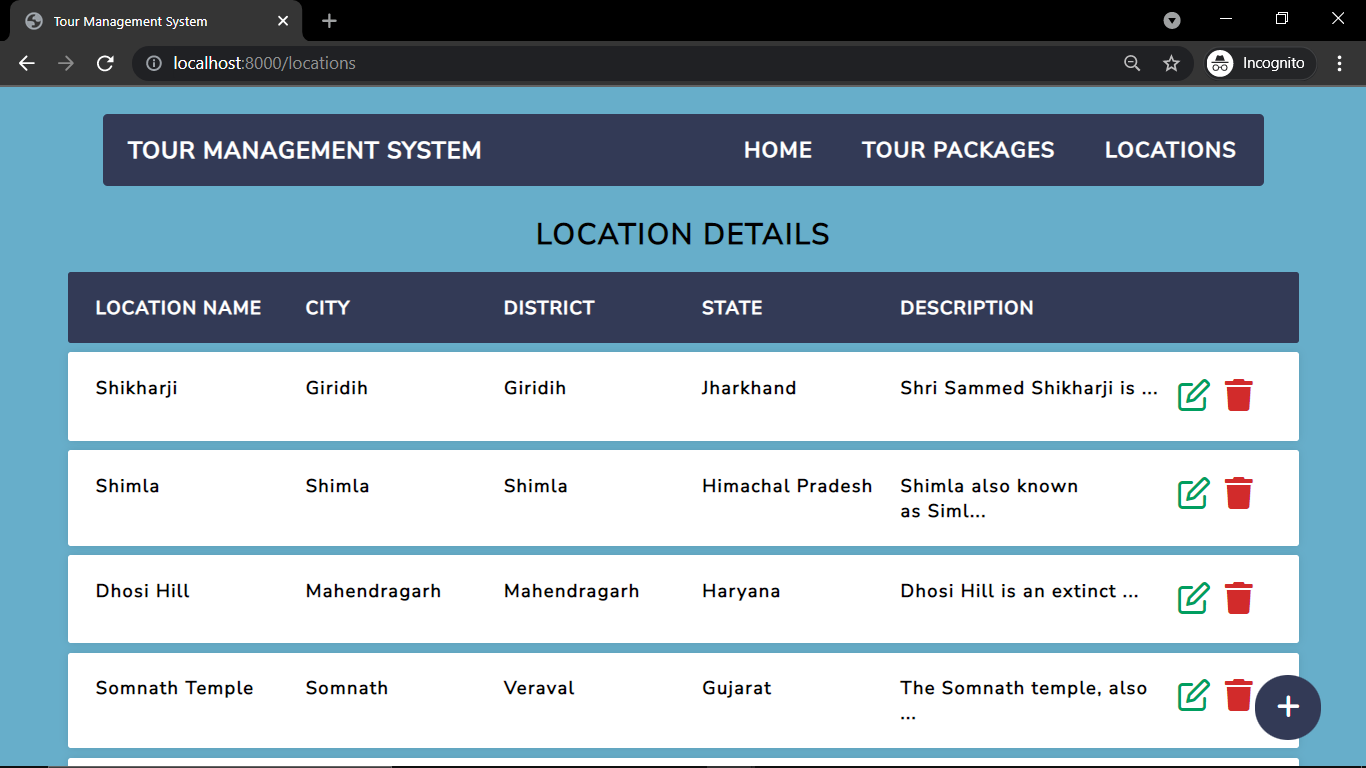 Tour Management System
localhost:8000/locations
Incognito
TOUR MANAGEMENT SYSTEM HOME TOUR PACKAGES LOCATIONS
LOCATION DETAILS
LOCATION NAME CITY DISTRICT STATE DESCRIPTION
Shikharji Giridih Giridih Jharkhand Shri Sammed Shikharji is ...
Shimla Shimla Shimla Himachal Pradesh Shimla also known
as Siml...
Dhosi Hill Mahendragarh Mahendragarh Haryana Dhosi Hill is an extinct ...
Somnath Temple Somnath Veraval Gujarat The Somnath temple, also
...